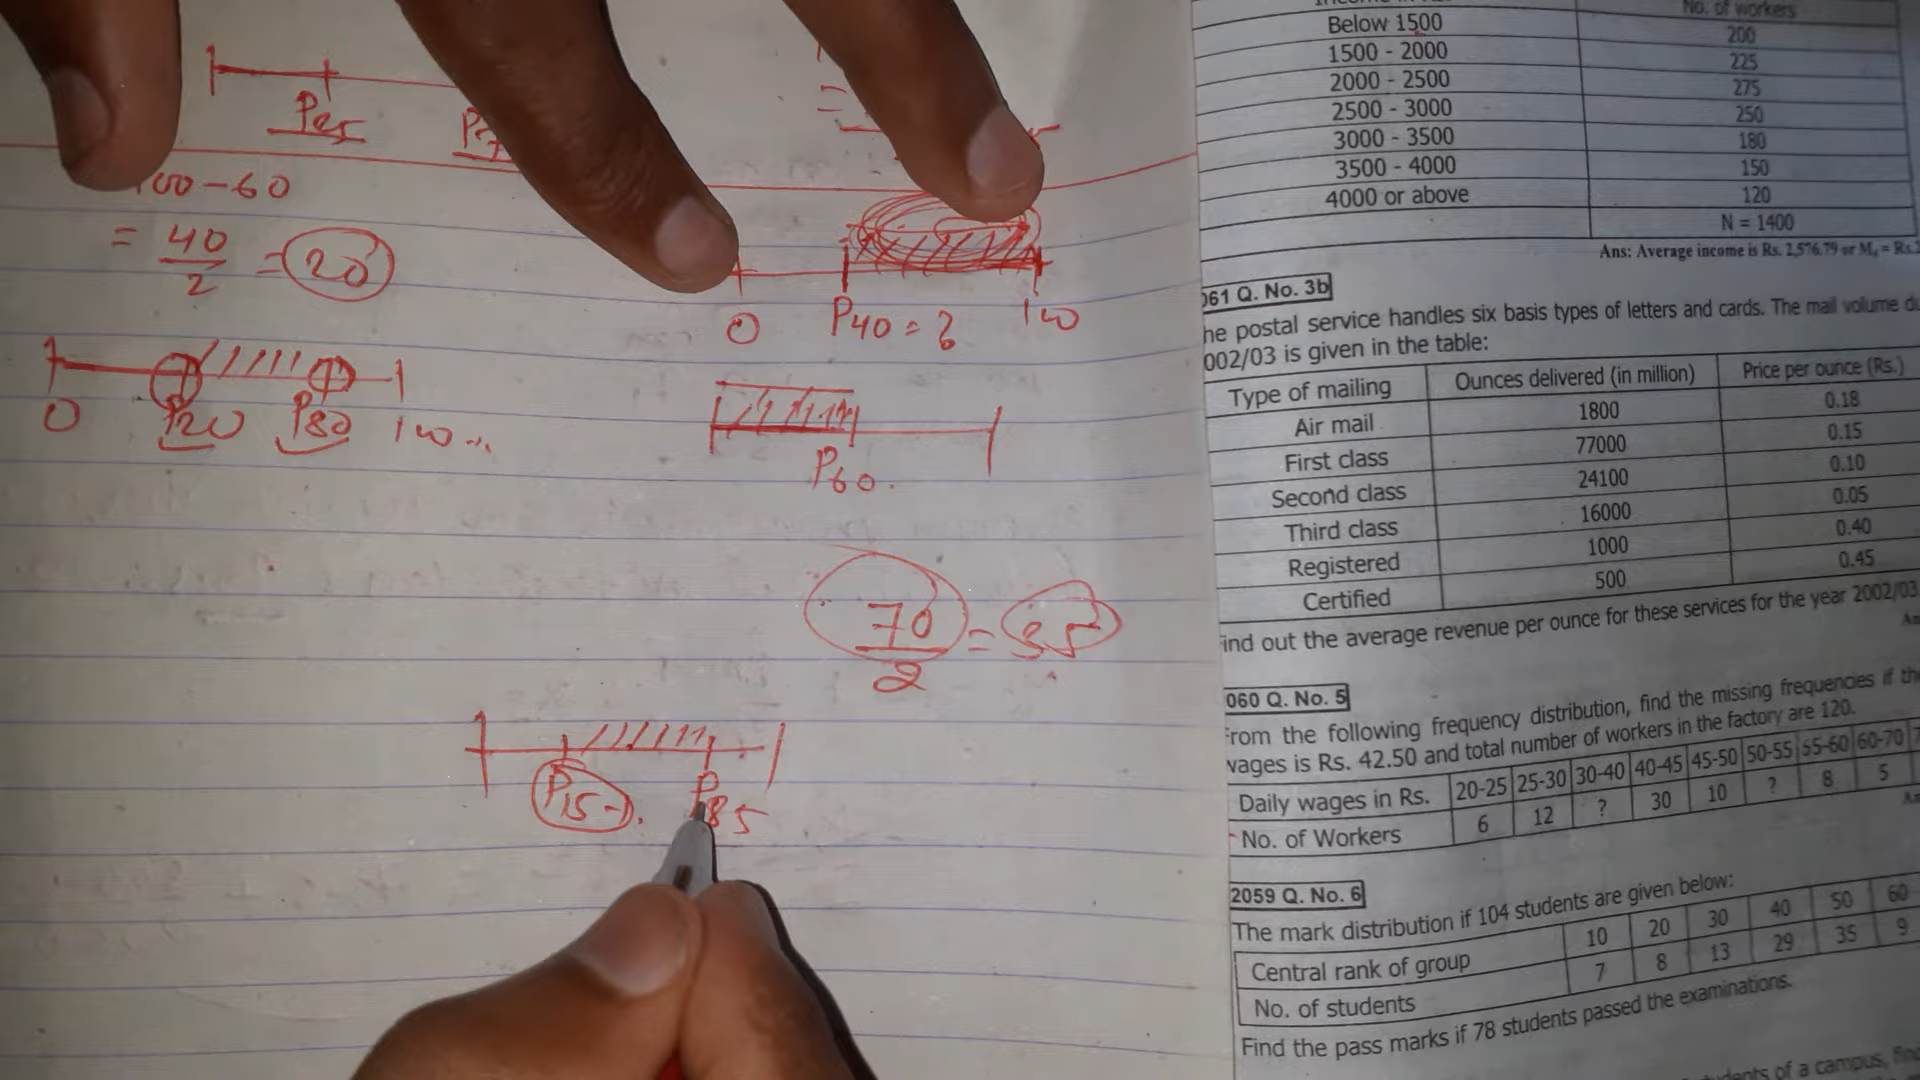 P25
100-60
= 40/2 = 20
0 P20 P80 100
0 P40 = ? 100
P60.
70/2 = 35
P15 P85
No. of workers
Below 1500 200
1500 - 2000 225
2000 - 2500 275
2500 - 3000 250
3000 - 3500 180
3500 - 4000 150
4000 or above 120
N = 1400
Ans: Average income is Rs. 2,576.79 or
061 Q. No. 3b
he postal service handles six basis types of letters and cards. The mail volume
002/03 is given in the table:
Type of mailing Ounces delivered (in million) Price per ounce (Rs.)
Air mail 1800 0.18
First class 77000 0.15
Second class 24100 0.10
Third class 16000 0.05
Registered 1000 0.40
Certified 500 0.45
ind out the average revenue per ounce for these services for the year 2002/03
060 Q. No. 5
From the following frequency distribution, find the missing frequencies if the
wages is Rs. 42.50 and total number of workers in the factory are 120.
Daily wages in Rs. 20-25 25-30 30-40 40-45 45-50 50-55 55-60 60-70
No. of Workers 6 12 ? 30 10 ? 8 5
2059 Q. No. 6
The mark distribution if 104 students are given below:
Central rank of group 10 20 30 40 50 60
No. of students 7 8 13 29 35 9
Find the pass marks if 78 students passed the examinations.
of a campus,